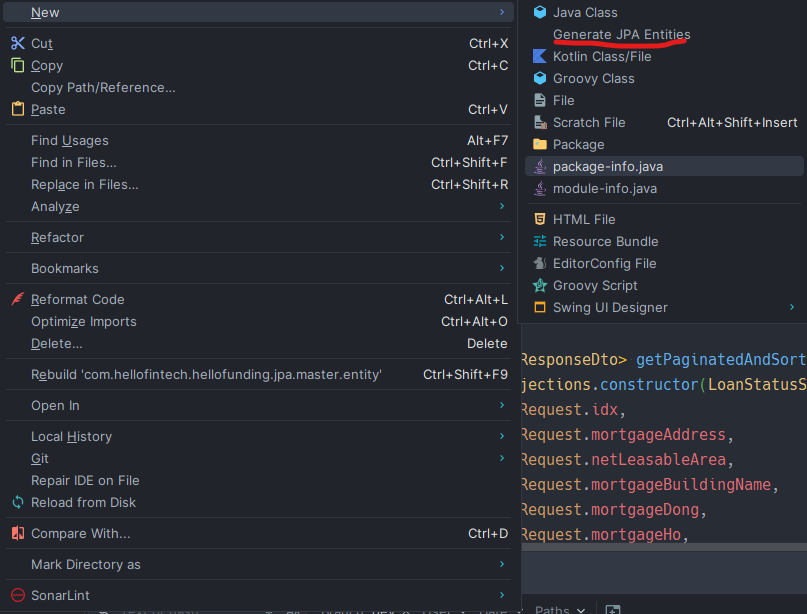 New
Cut Ctrl+X
Copy Ctrl+C
Copy Path/Reference...
Paste Ctrl+V
Find Usages Alt+F7
Find in Files... Ctrl+Shift+F
Replace in Files... Ctrl+Shift+R
Analyze
Refactor
Bookmarks
Reformat Code Ctrl+Alt+L
Optimize Imports Ctrl+Alt+O
Delete... Delete
Rebuild 'com.hellofintech.hellofunding.jpa.master.entity' Ctrl+Shift+F9
Open In
Local History
Git
Repair IDE on File
Reload from Disk
Compare With... Ctrl+D
Mark Directory as
SonarLint
Java Class
Generate JPA Entities
Kotlin Class/File
Groovy Class
File
Scratch File Ctrl+Alt+Shift+Insert
Package
package-info.java
module-info.java
HTML File
Resource Bundle
EditorConfig File
Groovy Script
Swing UI Designer
ResponseDto> getPaginatedAndSort
jections.constructor(LoanStatusS
Request.idx,
Request.mortgageAddress,
Request.netLeasableArea,
Request.mortgageBuildingName,
Request.mortgageDong,
Request.mortgageHo,
Paths